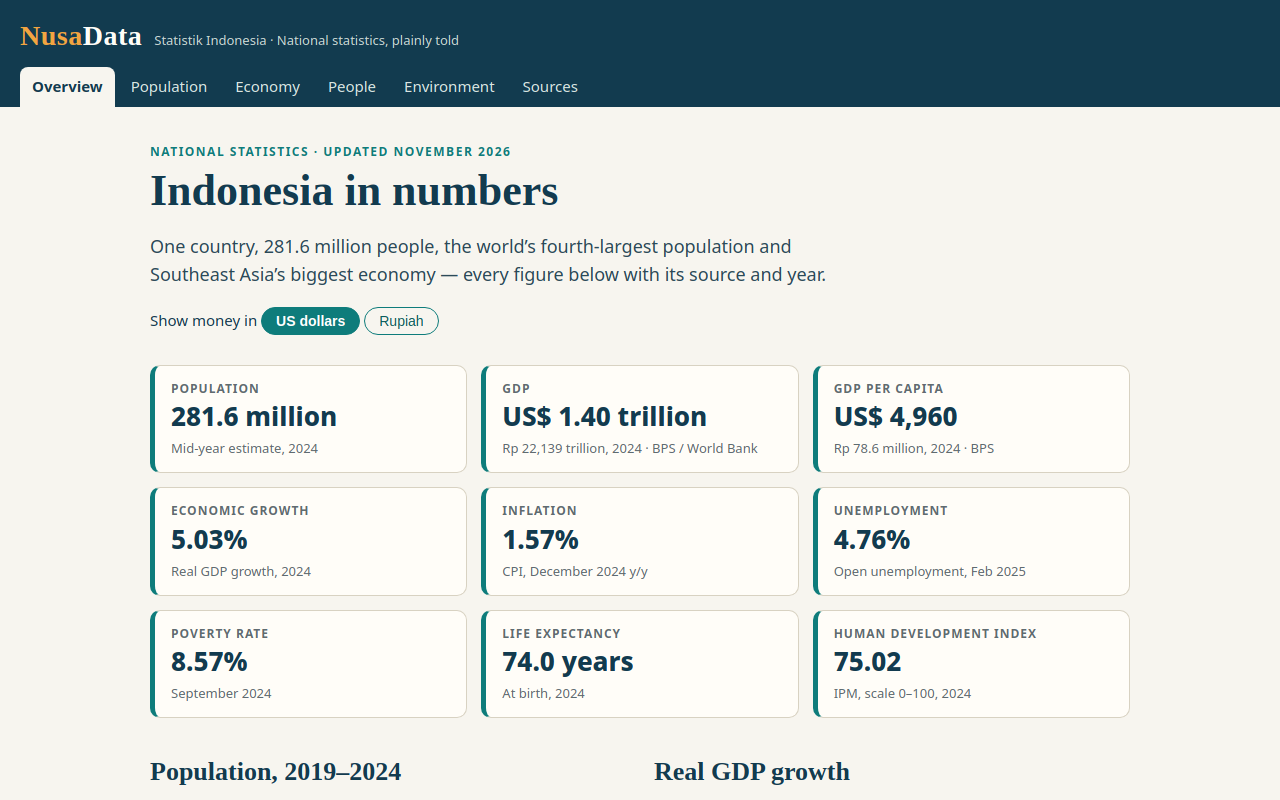 NusaData Statistik Indonesia · National statistics, plainly told
Overview Population Economy People Environment Sources
NATIONAL STATISTICS · UPDATED NOVEMBER 2026
Indonesia in numbers
One country, 281.6 million people, the world’s fourth-largest population and
Southeast Asia’s biggest economy — every figure below with its source and year.
Show money in US dollars Rupiah
POPULATION
281.6 million
Mid-year estimate, 2024
GDP
US$ 1.40 trillion
Rp 22,139 trillion, 2024 · BPS / World Bank
GDP PER CAPITA
US$ 4,960
Rp 78.6 million, 2024 · BPS
ECONOMIC GROWTH
5.03%
Real GDP growth, 2024
INFLATION
1.57%
CPI, December 2024 y/y
UNEMPLOYMENT
4.76%
Open unemployment, Feb 2025
POVERTY RATE
8.57%
September 2024
LIFE EXPECTANCY
74.0 years
At birth, 2024
HUMAN DEVELOPMENT INDEX
75.02
IPM, scale 0–100, 2024
Population, 2019–2024
Real GDP growth